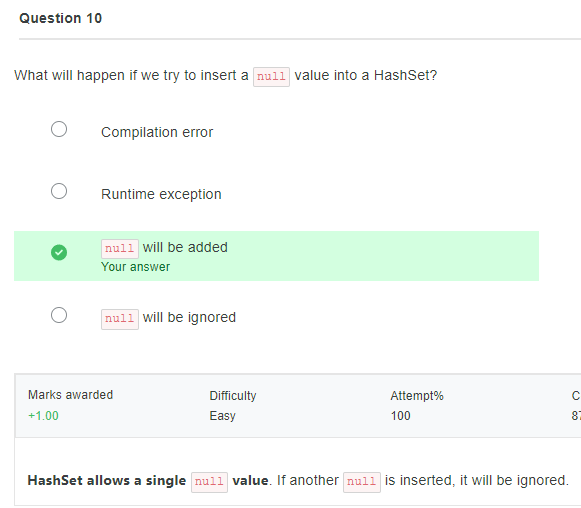 Question 10
What will happen if we try to insert a null value into a HashSet?
Compilation error
Runtime exception
null will be added
Your answer
null will be ignored
Marks awarded Difficulty Attempt% C
+1.00 Easy 100 87
HashSet allows a single null value. If another null is inserted, it will be ignored.